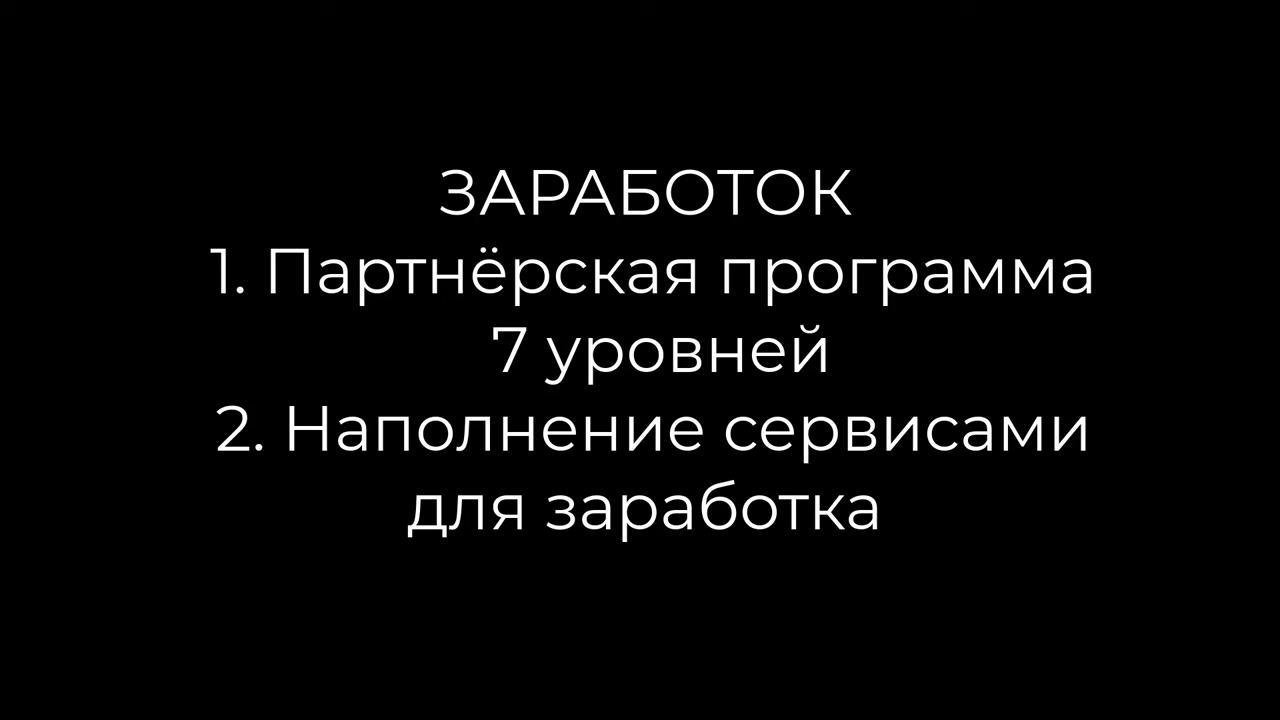 ЗАРАБОТОК
1. Партнёрская программа
7 уровней
2. Наполнение сервисами
для заработка